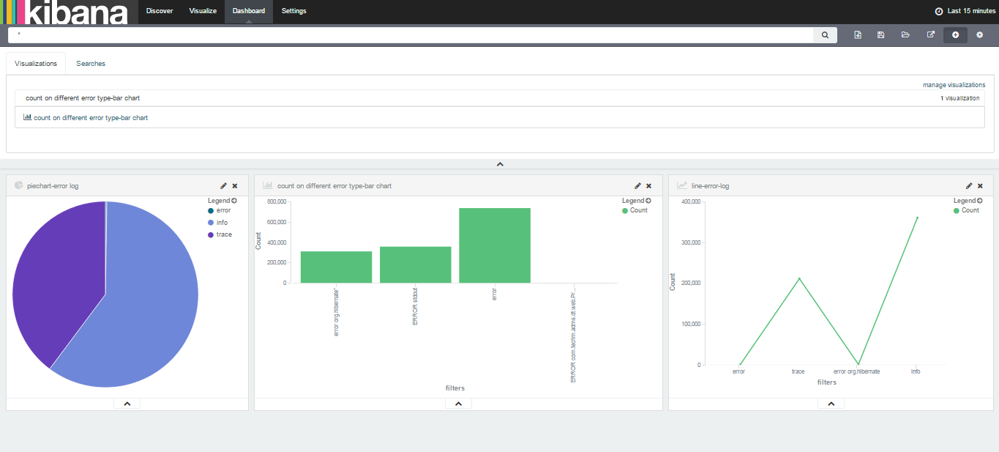 kibana
Discover
Visualize
Dashboard
Settings
Last 15 minutes
*
Visualizations
Searches
manage visualizations
count on different error type-bar chart
1 visualization
count on different error type-bar chart
piechart-error log
Legend
error
info
trace
count on different error type-bar chart
Legend
Count
800,000
600,000
400,000
200,000
0
Count
error org.hibernate"
ERROR stdout
error
ERROR com.techm.adms.dt.web.Pr...
filters
line-error-log
Legend
Count
400,000
300,000
200,000
100,000
0
Count
error
trace
error org.hibernate
info
filters